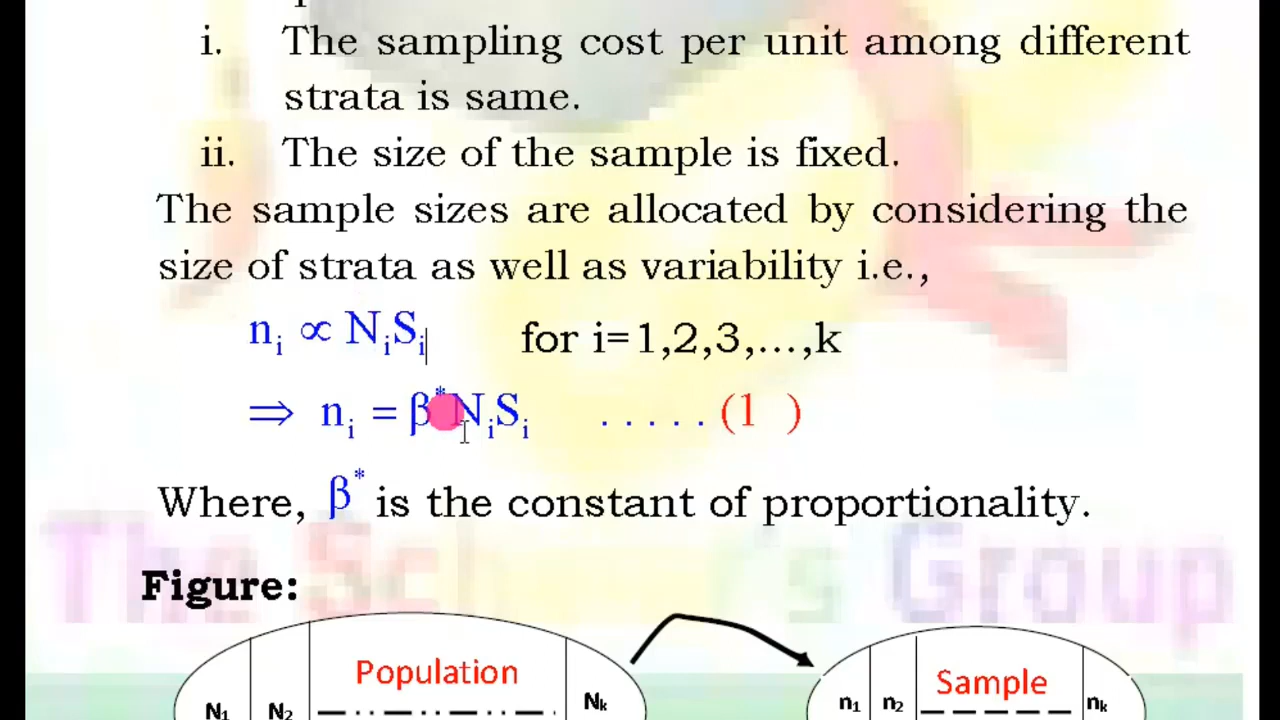 i. The sampling cost per unit among different
strata is same.
ii. The size of the sample is fixed.
The sample sizes are allocated by considering the
size of strata as well as variability i.e.,
nᵢ ∝ NᵢSᵢ for i=1,2,3,...,k
⇒ nᵢ = β*NᵢSᵢ . . . . . (1 )
Where, β* is the constant of proportionality.
Figure:
Population
Sample
N₁ N₂ Nₖ n₁ n₂ nₖ
The Sch 's Group